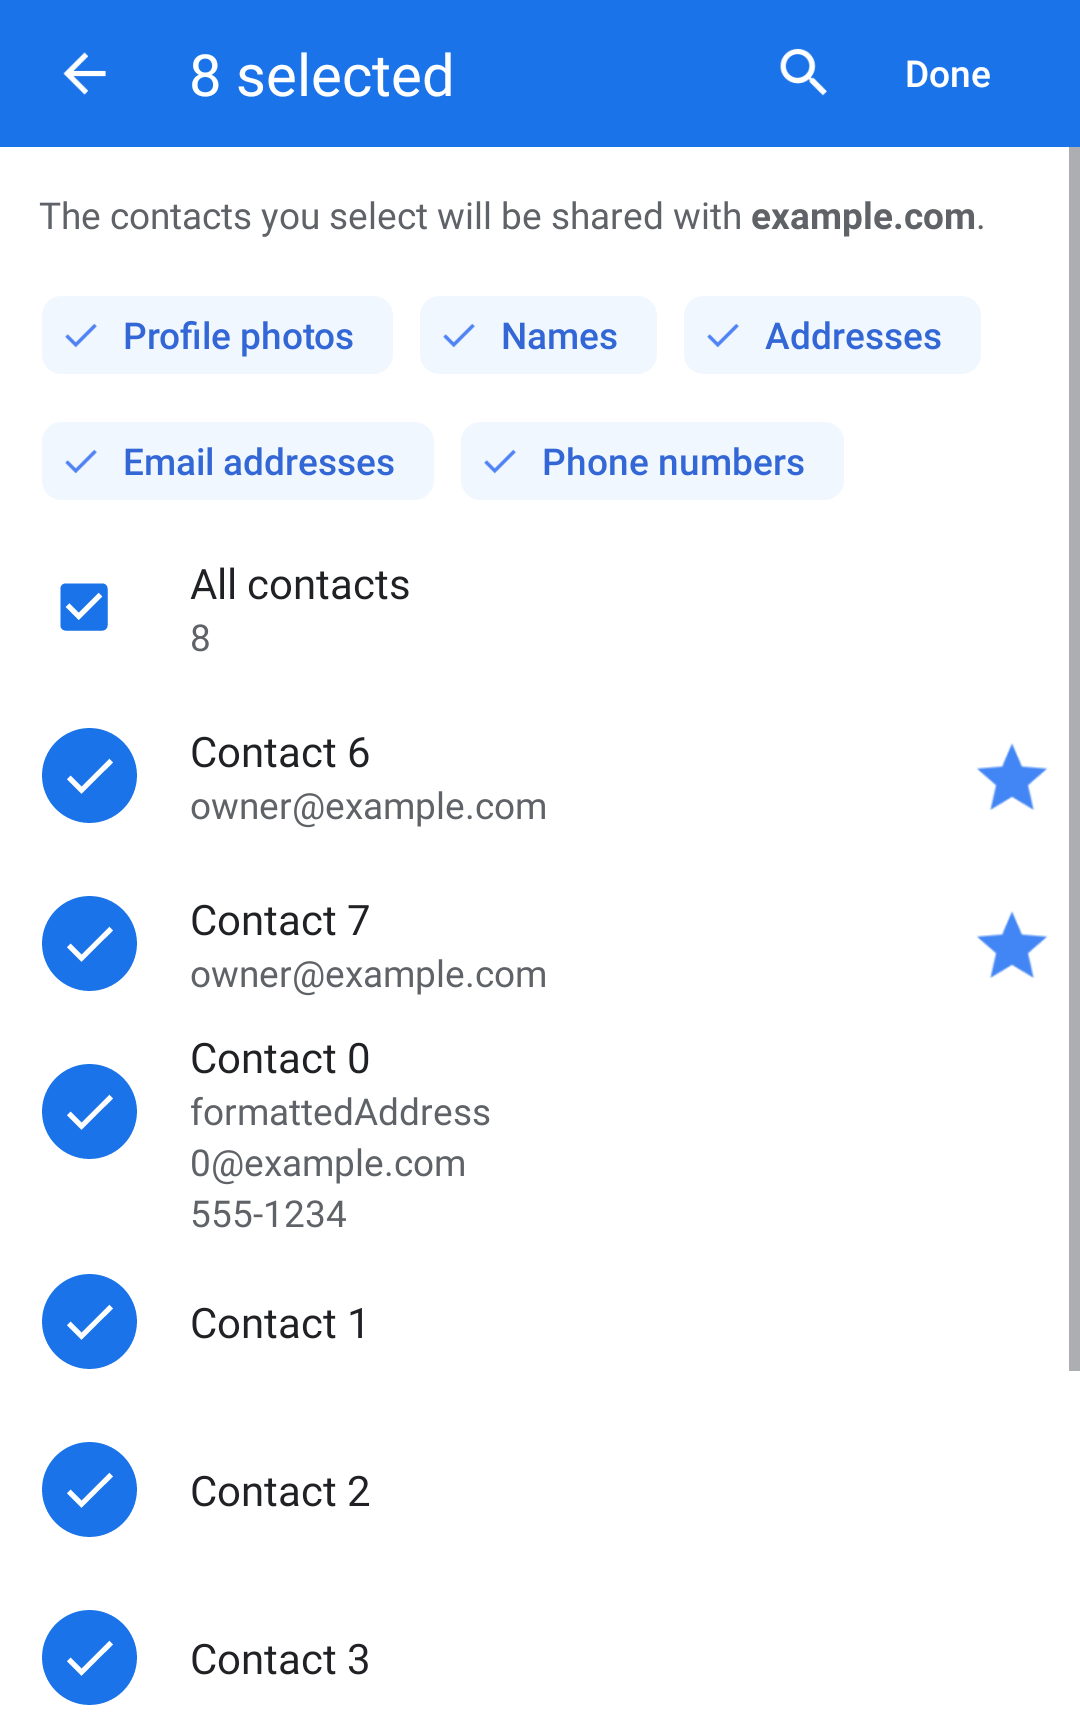 8 selected Done
The contacts you select will be shared with example.com.
Profile photos Names Addresses
Email addresses Phone numbers
All contacts
8
Contact 6
owner@example.com
Contact 7
owner@example.com
Contact 0
formattedAddress
0@example.com
555-1234
Contact 1
Contact 2
Contact 3